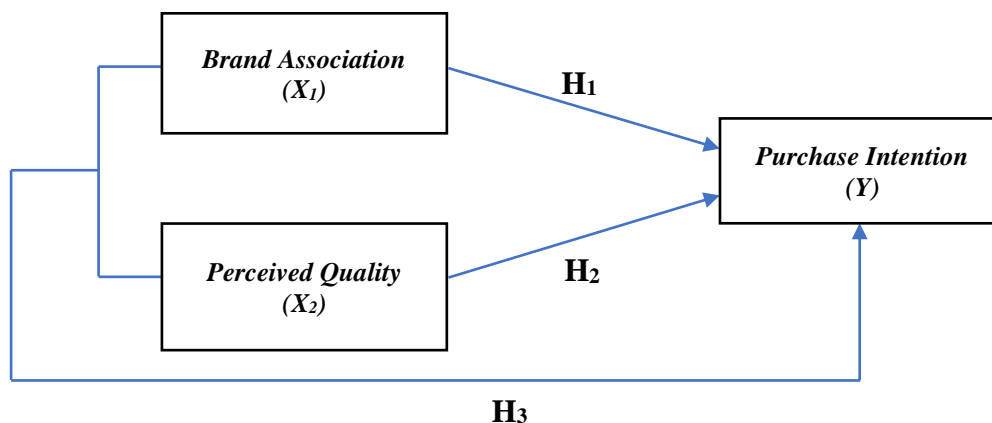 Brand Association
(X1)
H1
Purchase Intention
(Y)
Perceived Quality
(X2)
H2
H3